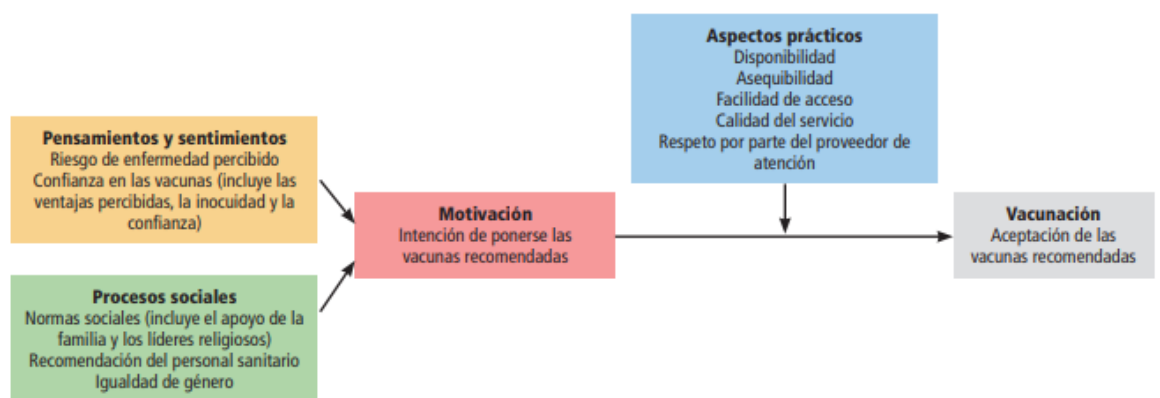 Aspectos prácticos
Disponibilidad
Asequibilidad
Facilidad de acceso
Calidad del servicio
Respeto por parte del proveedor de
atención
Pensamientos y sentimientos
Riesgo de enfermedad percibido
Confianza en las vacunas (incluye las
ventajas percibidas, la inocuidad y la
confianza)
Motivación
Intención de ponerse las
vacunas recomendadas
Vacunación
Aceptación de las
vacunas recomendadas
Procesos sociales
Normas sociales (incluye el apoyo de la
familia y los líderes religiosos)
Recomendación del personal sanitario
Igualdad de género